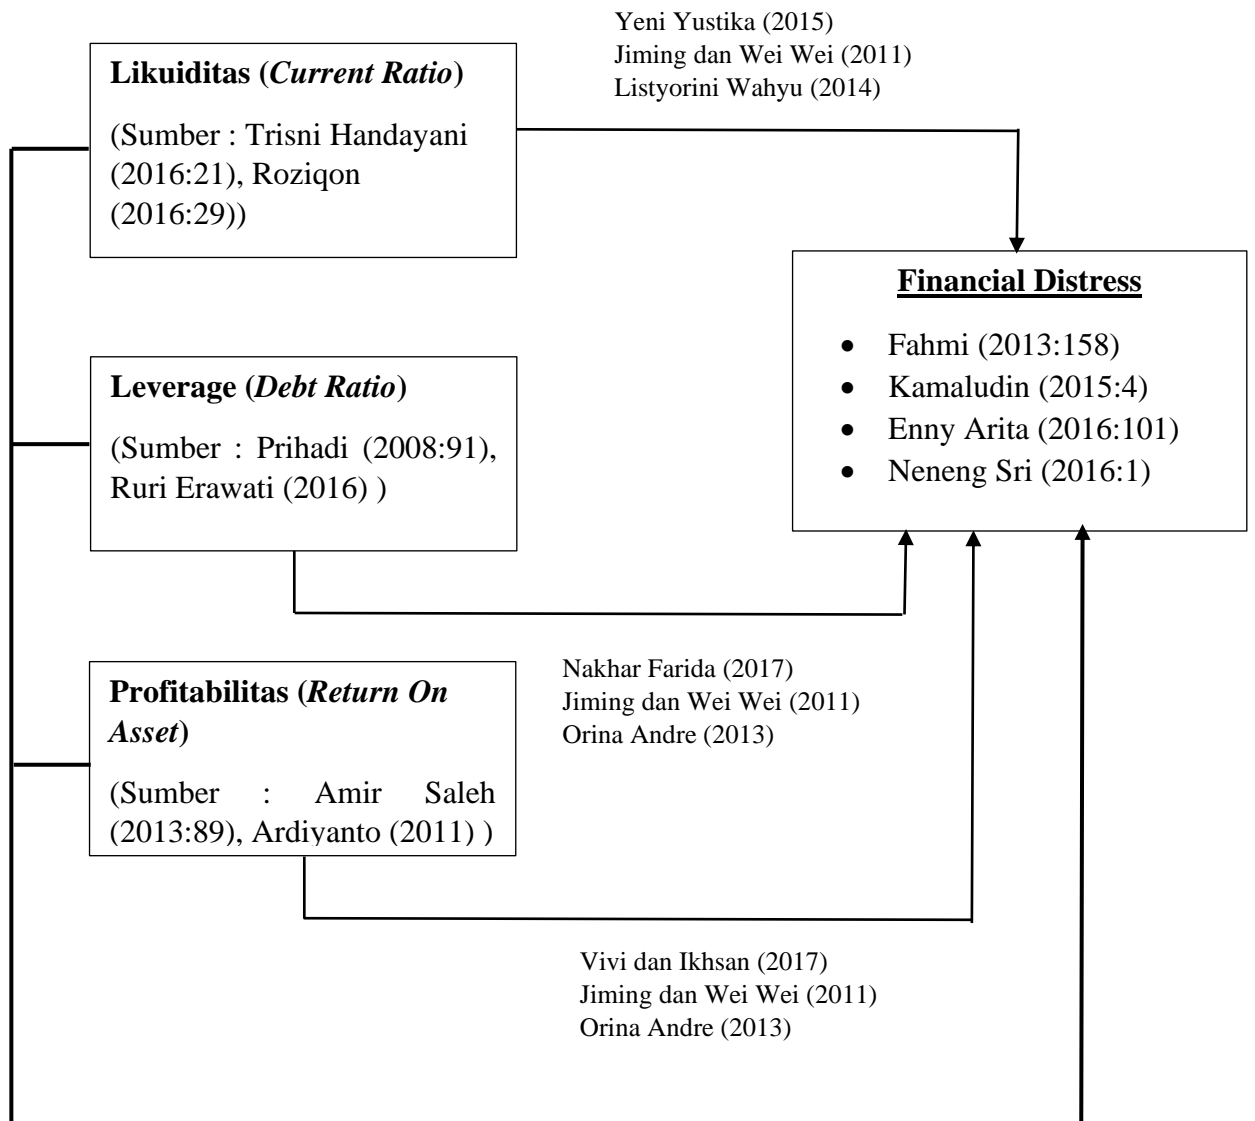 Yeni Yustika (2015)
Jiming dan Wei Wei (2011)
Listyorini Wahyu (2014)
Likuiditas (Current Ratio)
(Sumber : Trisni Handayani
(2016:21), Roziqon
(2016:29))
Financial Distress
• Fahmi (2013:158)
• Kamaludin (2015:4)
• Enny Arita (2016:101)
• Neneng Sri (2016:1)
Leverage (Debt Ratio)
(Sumber : Prihadi (2008:91),
Ruri Erawati (2016) )
Nakhar Farida (2017)
Jiming dan Wei Wei (2011)
Orina Andre (2013)
Profitabilitas (Return On
Asset)
(Sumber : Amir Saleh
(2013:89), Ardiyanto (2011) )
Vivi dan Ikhsan (2017)
Jiming dan Wei Wei (2011)
Orina Andre (2013)